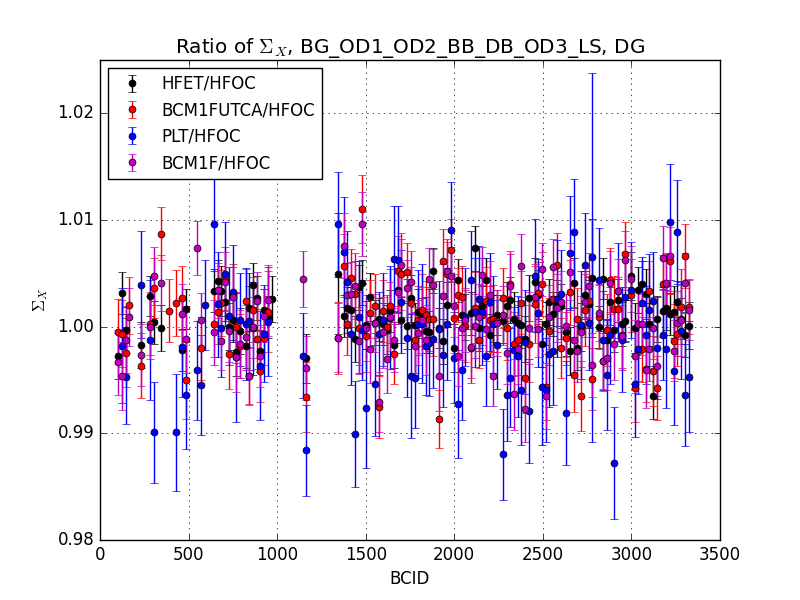 Ratio of Σ_X, BG_OD1_OD2_BB_DB_OD3_LS, DG
HFET/HFOC
BCM1FUTCA/HFOC
PLT/HFOC
BCM1F/HFOC
Σ_X
1.02
1.01
1.00
0.99
0.98
0 500 1000 1500 2000 2500 3000 3500
BCID